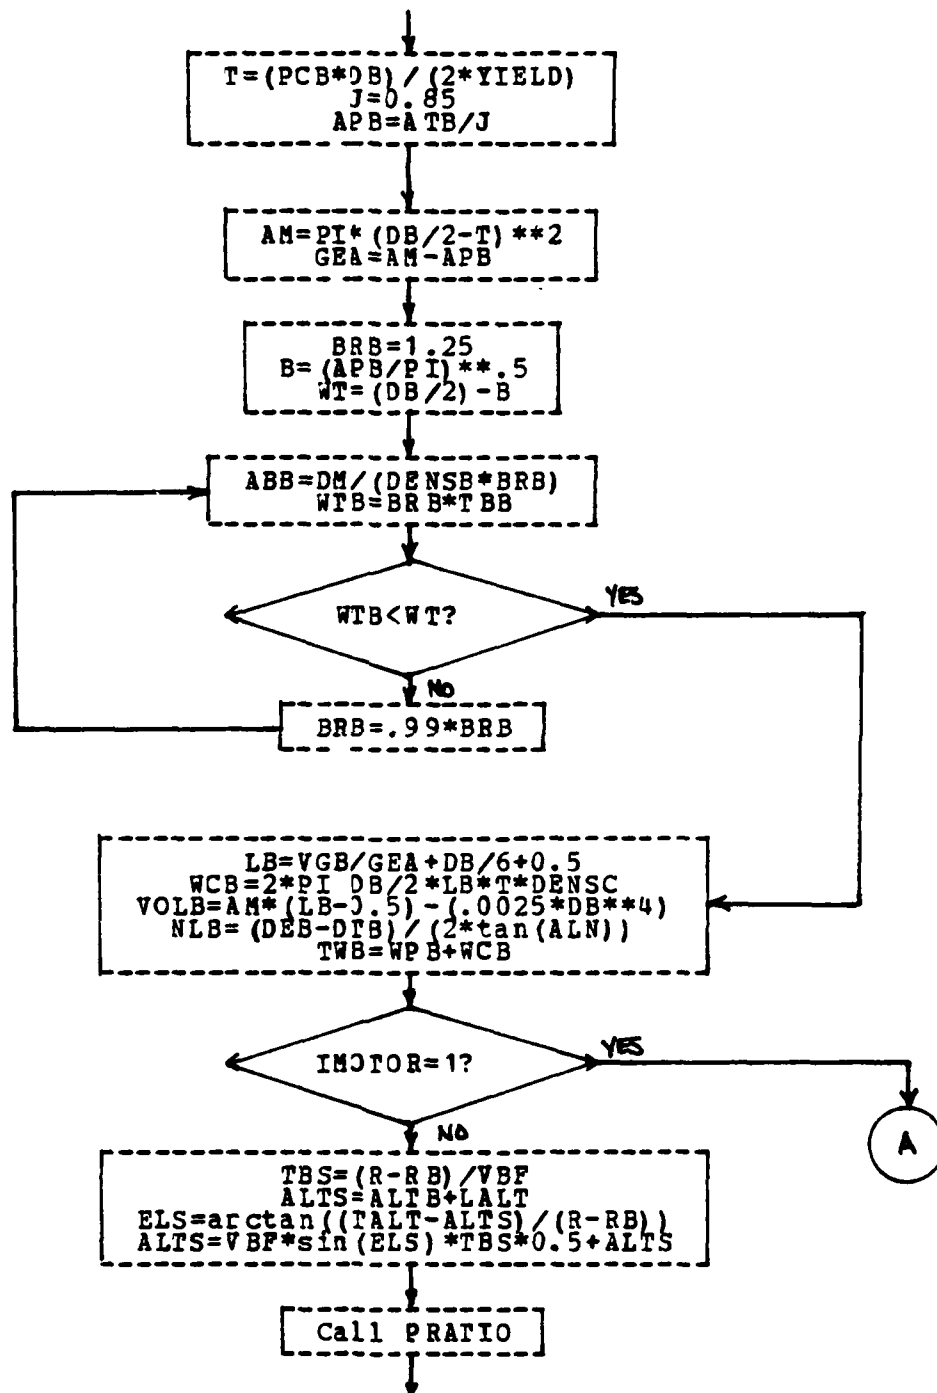 T=(PCB*DB)/(2*YIELD)
J=0.85
APB=ATB/J
AM=PI*(DB/2-T)**2
GEA=AM-APB
BRB=1.25
B=(APB/PI)**.5
WT=(DB/2)-B
ABB=DM/(DENSB*BRB)
WTB=BRB*TBB
WTB<WT?
YES
NO
BRB=.99*BRB
LB=VGB/GEA+DB/6+0.5
WCB=2*PI DB/2*LB*T*DENSC
VOLB=AM*(LB-0.5)-(.0025*DB**4)
NLB=(DEB-DTB)/(2*tan(ALN))
TWB=WPB+WCB
IMOTOR=1?
YES
A
NO
TBS=(R-RB)/VBF
ALTS=ALTB+LALT
ELS=arctan((TALT-ALTS)/(R-RB))
ALTS=VBF*sin(ELS)*TBS*0.5+ALTS
Call PRATIO